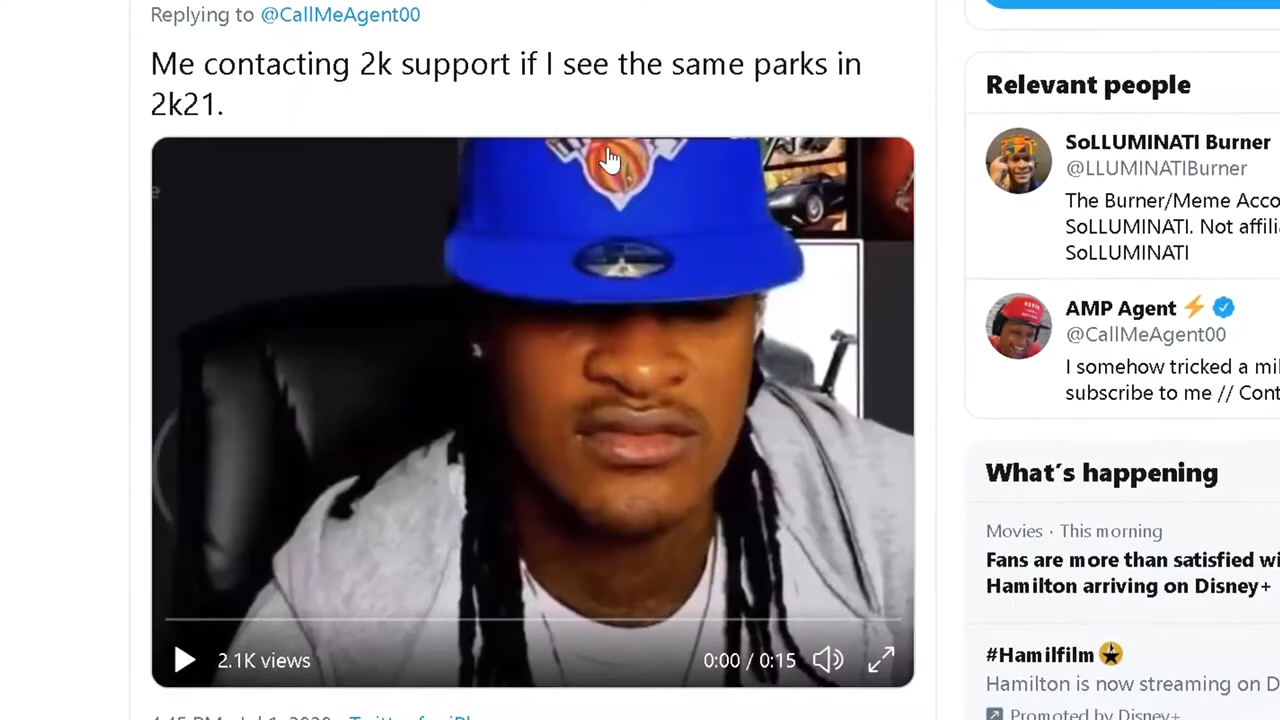 Replying to @CallMeAgent00
Me contacting 2k support if I see the same parks in
2k21.
2.1K views
0:00 / 0:15
Relevant people
SoLLUMINATI Burner
@LLUMINATIBurner
The Burner/Meme Acco
SoLLUMINATI. Not affili
SoLLUMINATI
AMP Agent
@CallMeAgent00
I somehow tricked a mil
subscribe to me // Cont
What's happening
Movies · This morning
Fans are more than satisfied wi
Hamilton arriving on Disney+
#Hamilfilm
Hamilton is now streaming on D
Promoted by Disney+